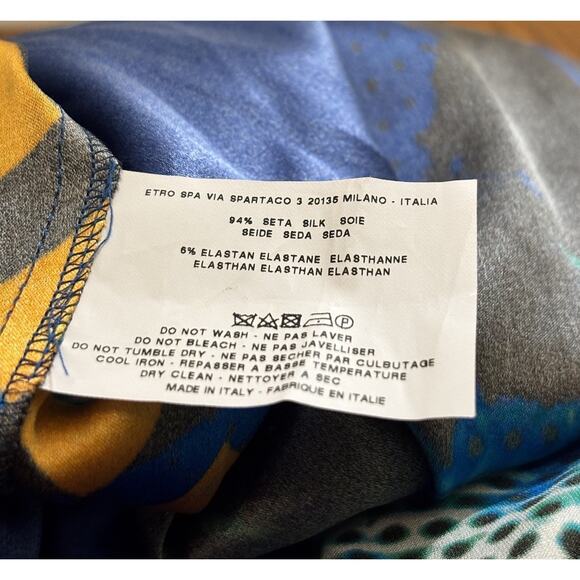 ETRO SPA VIA SPARTACO 3 20135 MILANO - ITALIA
94% SETA SILK SOIE
SEIDE SEDA SEDA
6% ELASTAN ELASTANE ELASTHANNE
ELASTHAN ELASTHAN ELASTHAN
P
DO NOT WASH - NE PAS LAVER
DO NOT BLEACH - NE PAS JAVELLISER
DO NOT TUMBLE DRY - NE PAS SECHER PAR CULBUTAGE
COOL IRON - REPASSER A BASSE TEMPERATURE
DRY CLEAN - NETTOYER A SEC
MADE IN ITALY - FABRIQUE EN ITALIE